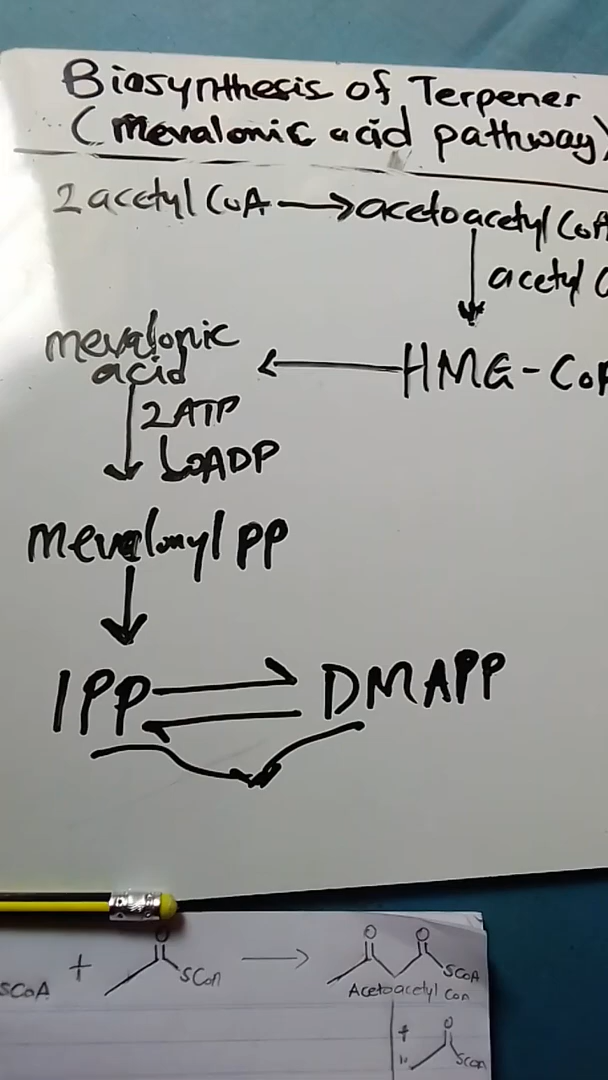 Biosynthesis of Terpener
(mevalonic acid pathway)
2 acetyl CoA → acetoacetyl CoA
acetyl C
mevalonic
acid
← HMG-CoA
2ATP
ADP
mevalonyl PP
IPP ⇌ DMAPP
O O O
SCoA + SCoA → SCoA
Acetoacetyl CoA
+ O
SCoA